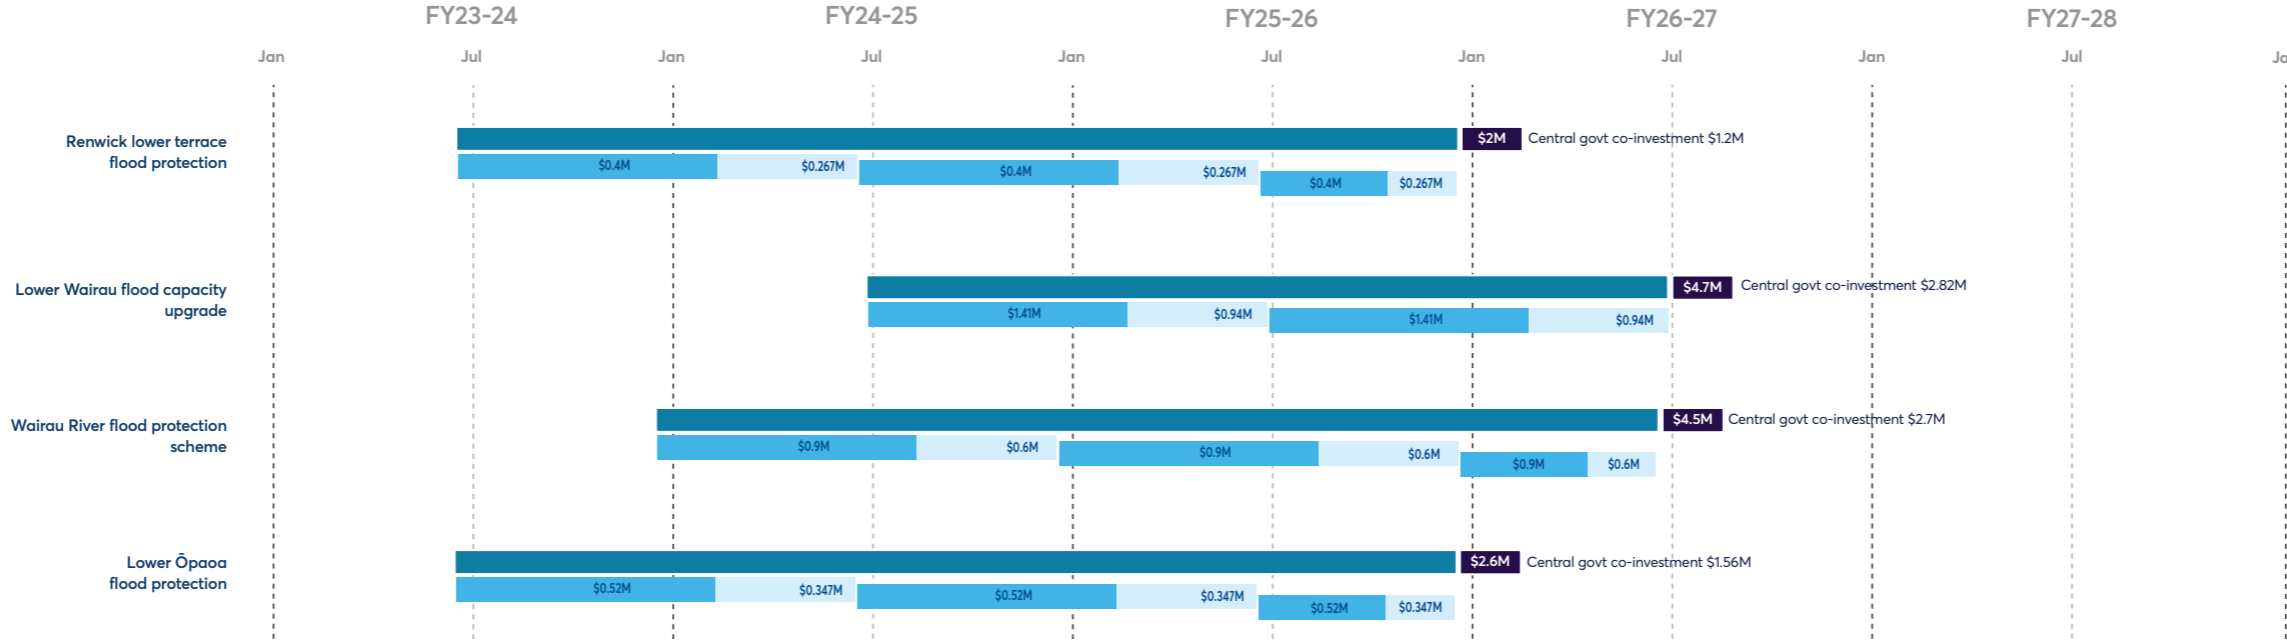 FY23-24 FY24-25 FY25-26 FY26-27 FY27-28
Jan Jul Jan Jul Jan Jul Jan Jul Jan Jul
Renwick lower terrace
flood protection
$2M Central govt co-investment $1.2M
$0.4M $0.267M $0.4M $0.267M $0.4M $0.267M
Lower Wairau flood capacity
upgrade
$4.7M Central govt co-investment $2.82M
$1.41M $0.94M $1.41M $0.94M
Wairau River flood protection
scheme
$4.5M Central govt co-investment $2.7M
$0.9M $0.6M $0.9M $0.6M $0.9M $0.6M
Lower Ōpaoa
flood protection
$2.6M Central govt co-investment $1.56M
$0.52M $0.347M $0.52M $0.347M $0.52M $0.347M